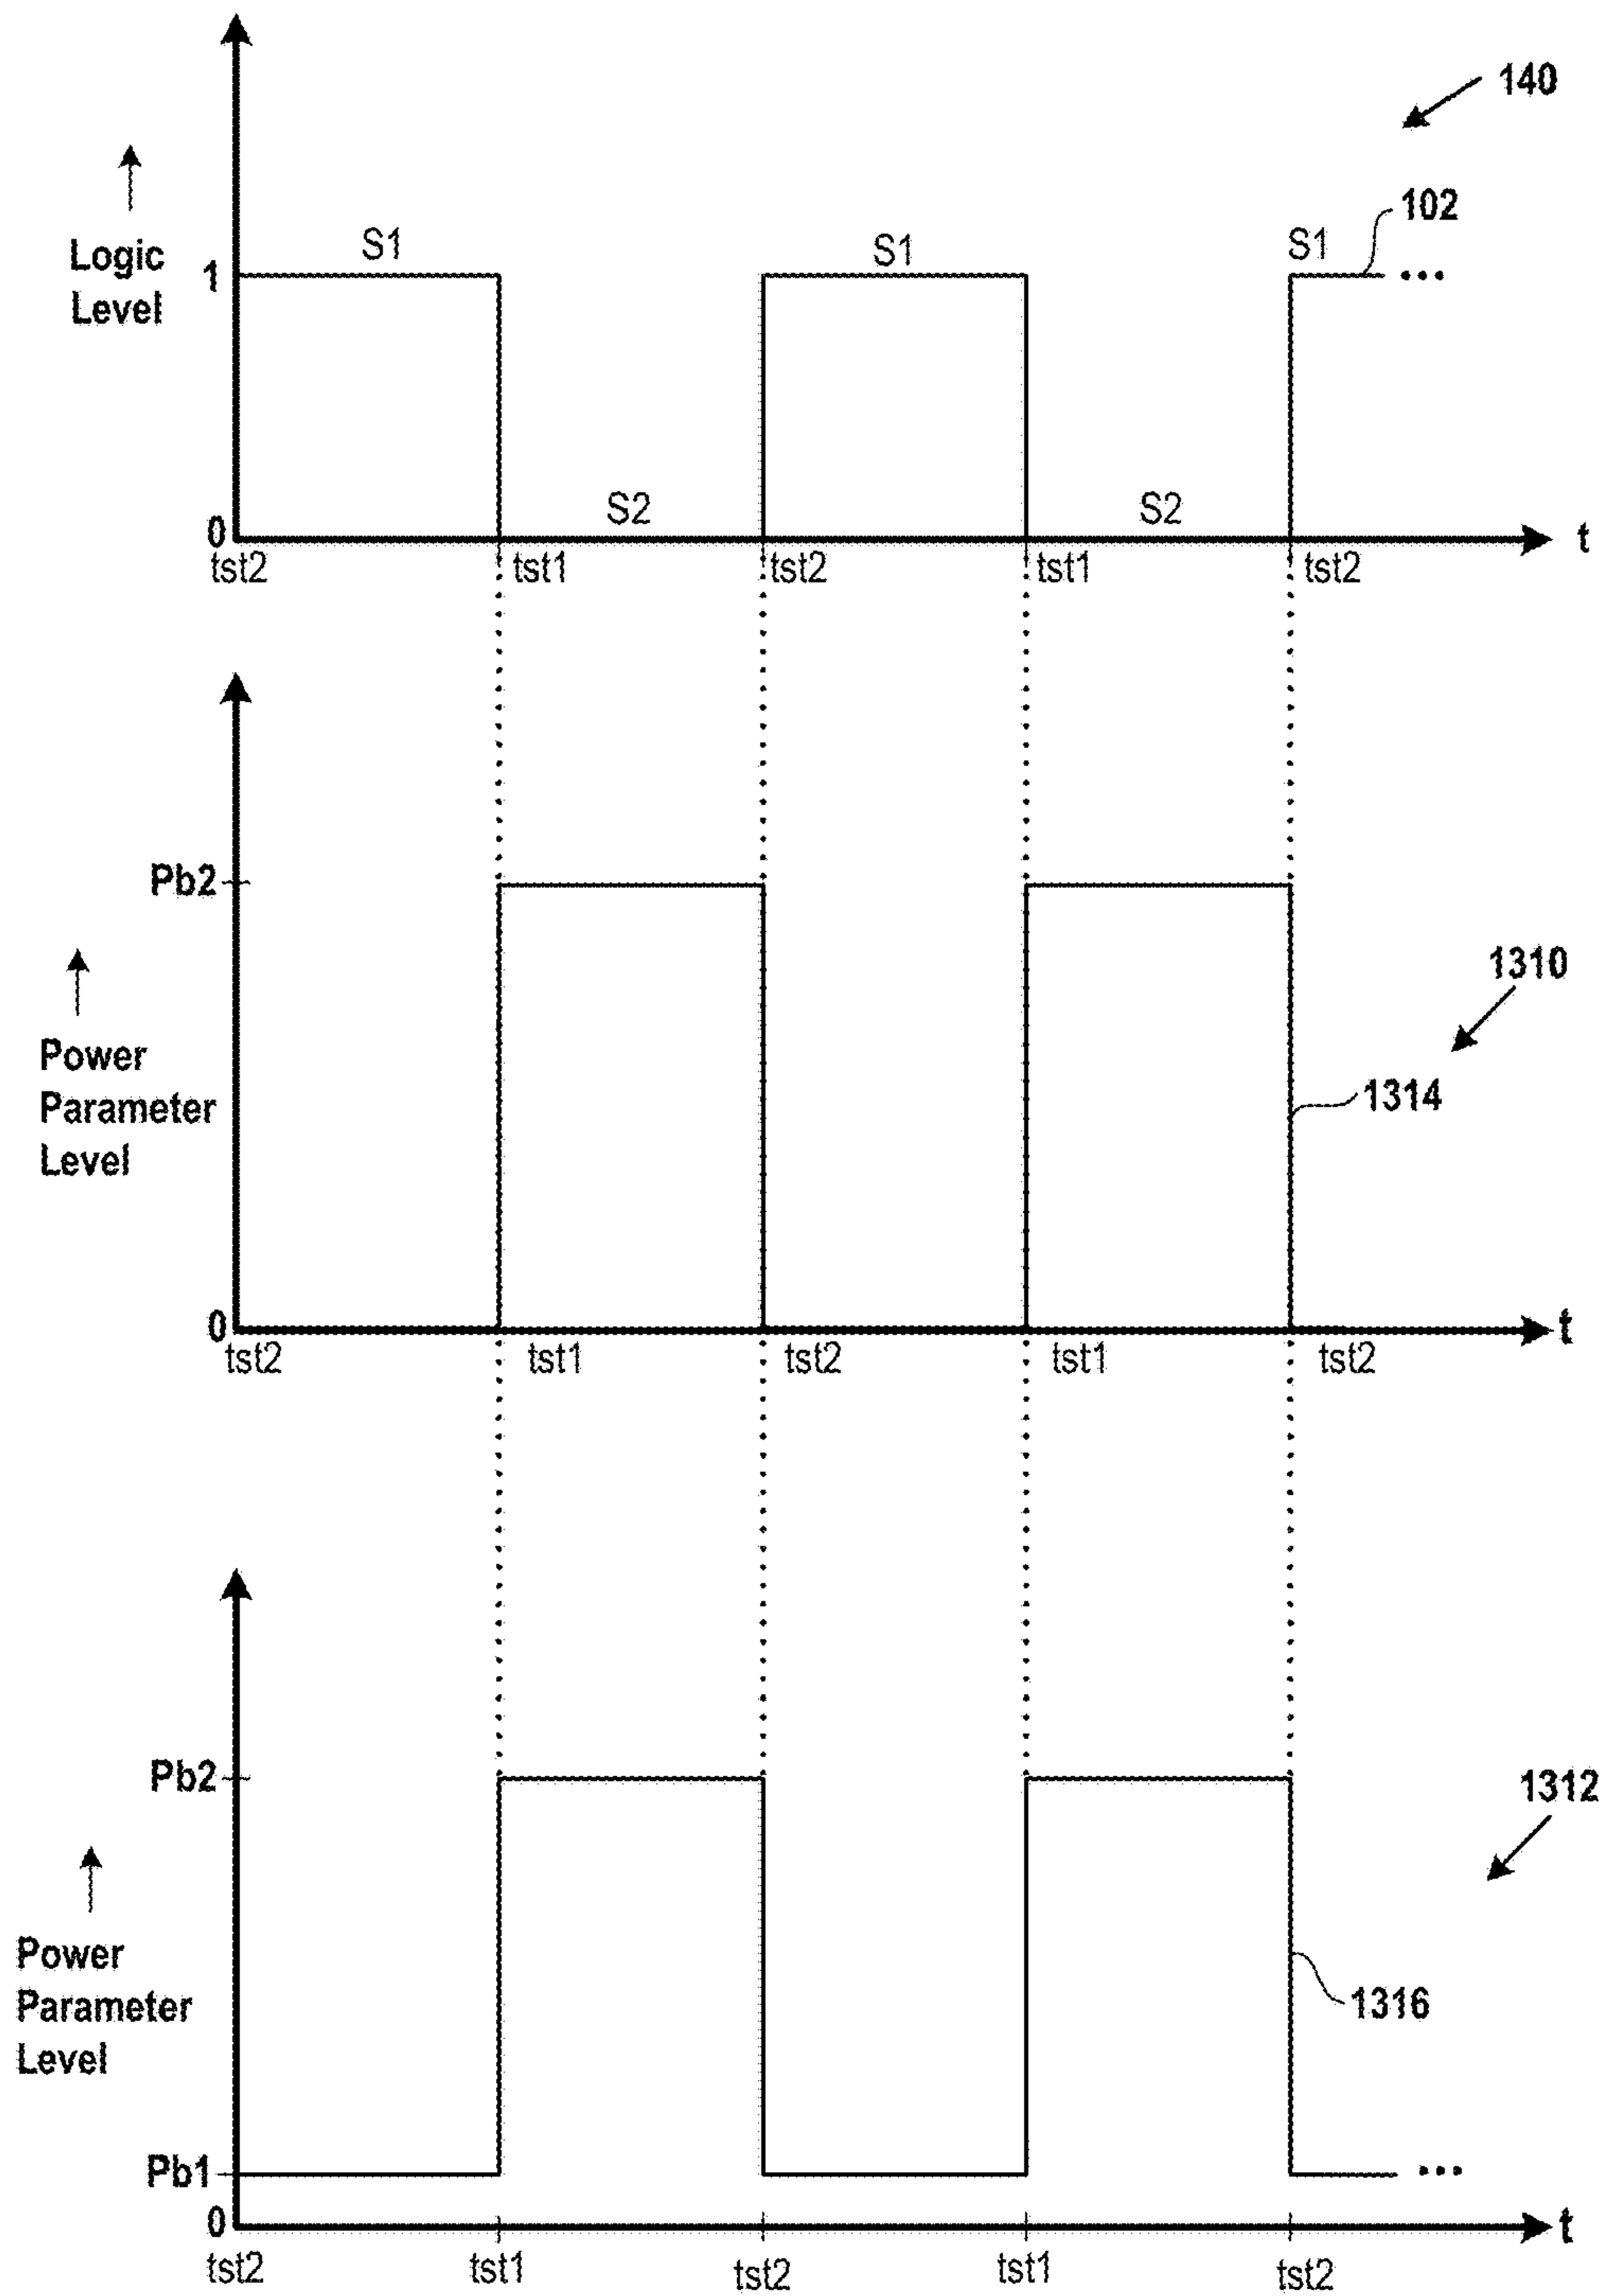 140
102
Logic
Level
1
S1
S1
S1
...
S2
S2
0
t
tst2
tst1
tst2
tst1
tst2
Pb2
1310
Power
Parameter
Level
1314
0
t
tst2
tst1
tst2
tst1
tst2
Pb2
1312
Power
Parameter
Level
1316
Pb1
...
0
t
tst2
tst1
tst2
tst1
tst2